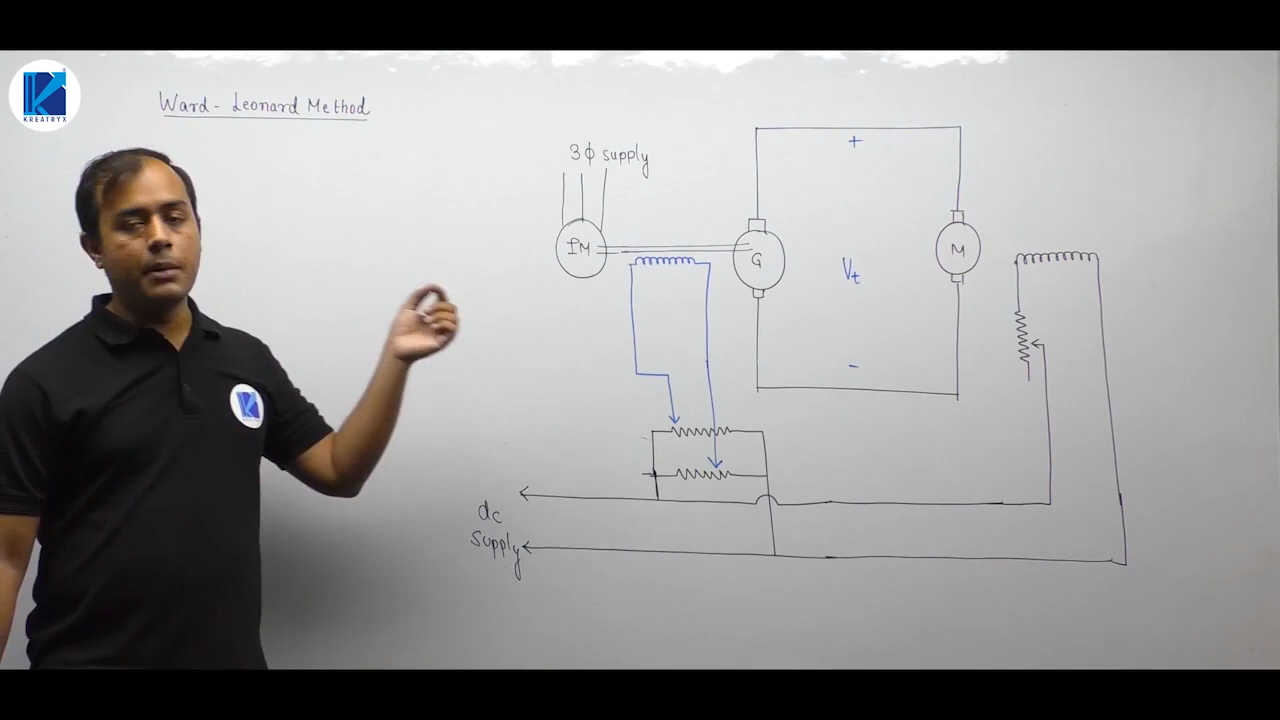 KREATRYX
Ward - Leonard Method
3ϕ supply
IM
G
M
+
Vt
-
dc
supply